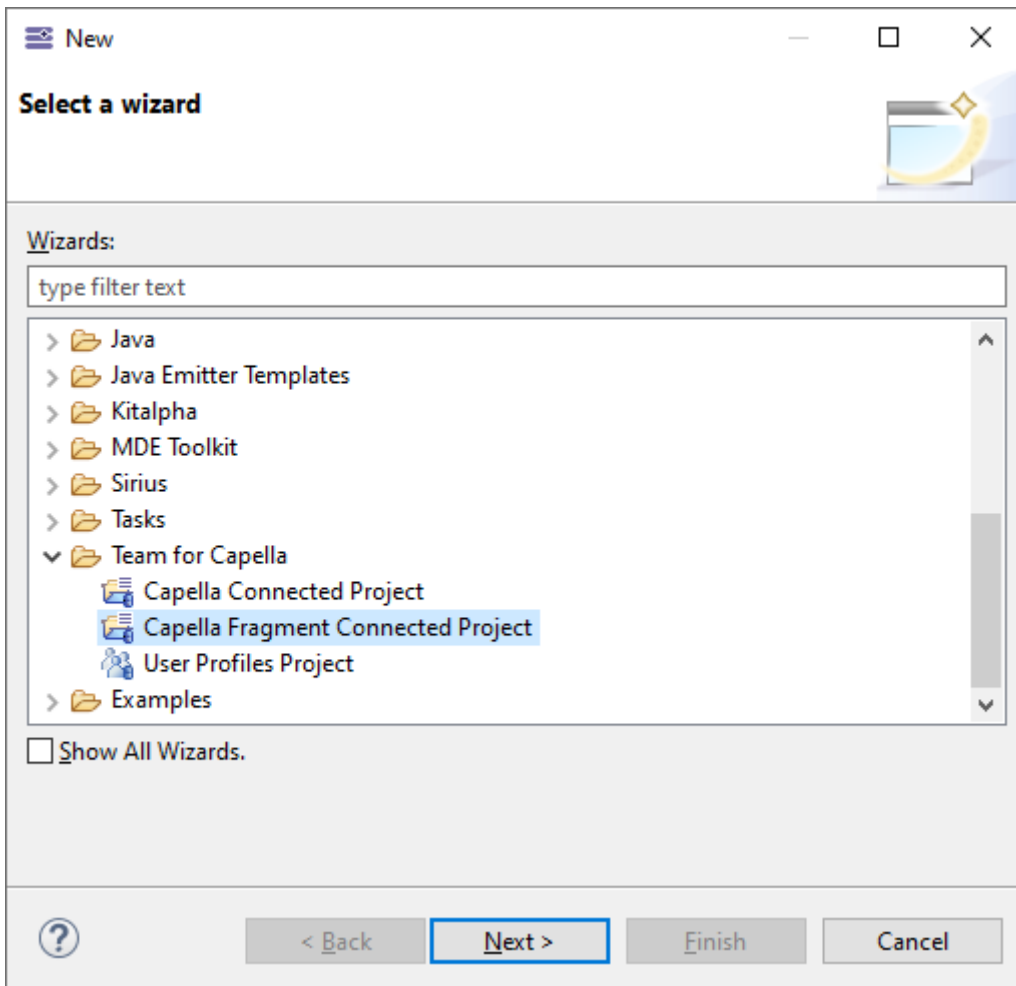 New
Select a wizard
Wizards:
type filter text
Java
Java Emitter Templates
Kitalpha
MDE Toolkit
Sirius
Tasks
Team for Capella
Capella Connected Project
Capella Fragment Connected Project
User Profiles Project
Examples
Show All Wizards.
? < Back Next > Finish Cancel